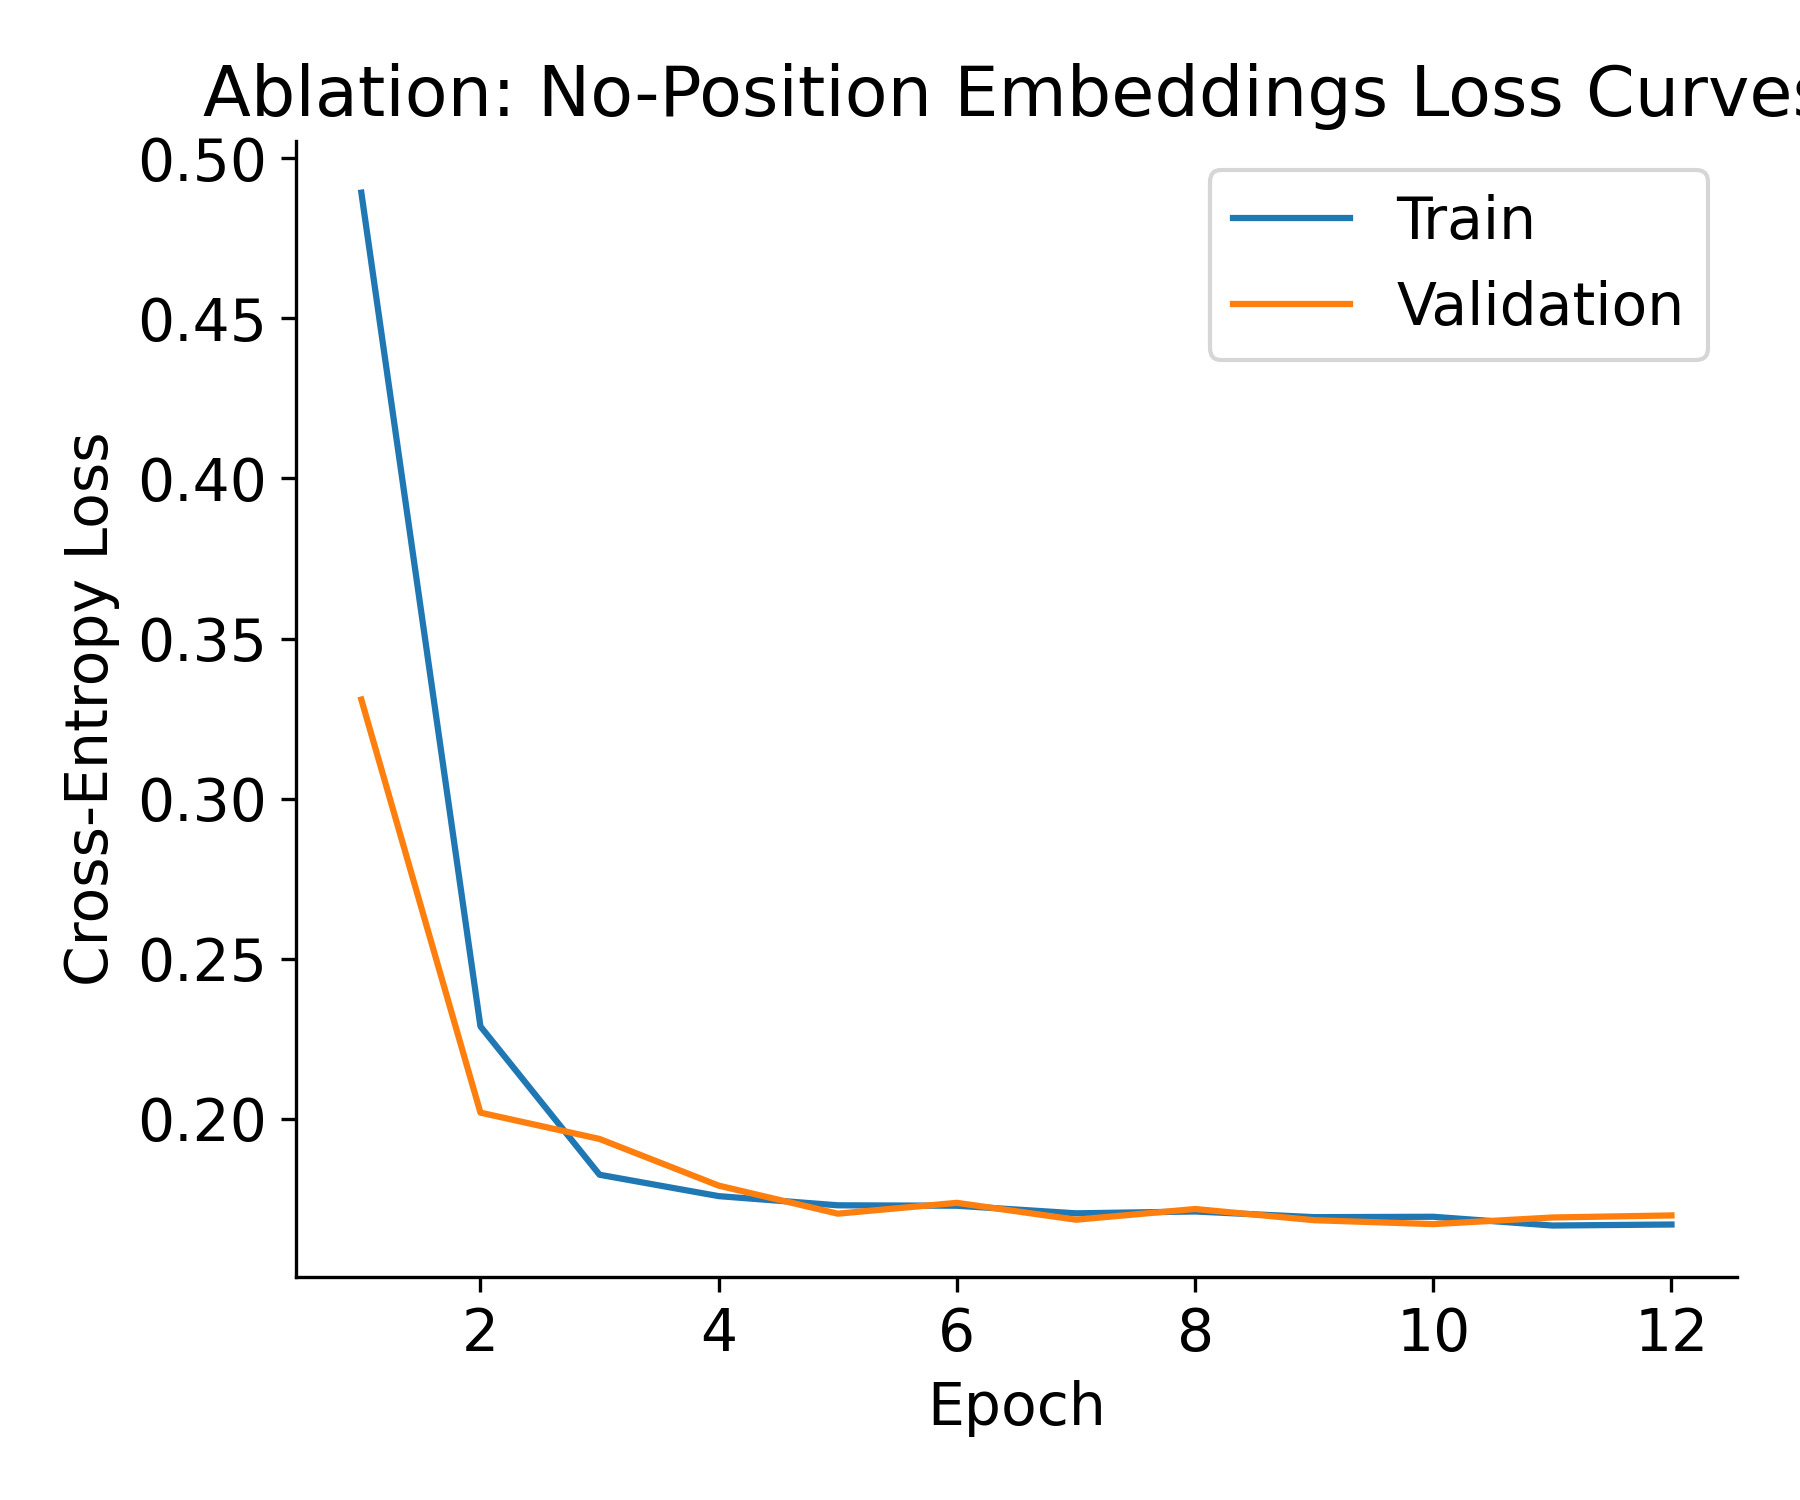 Ablation: No-Position Embeddings Loss Curves
0.50
0.45
0.40
0.35
0.30
0.25
0.20
Cross-Entropy Loss
Train
Validation
2 4 6 8 10 12
Epoch